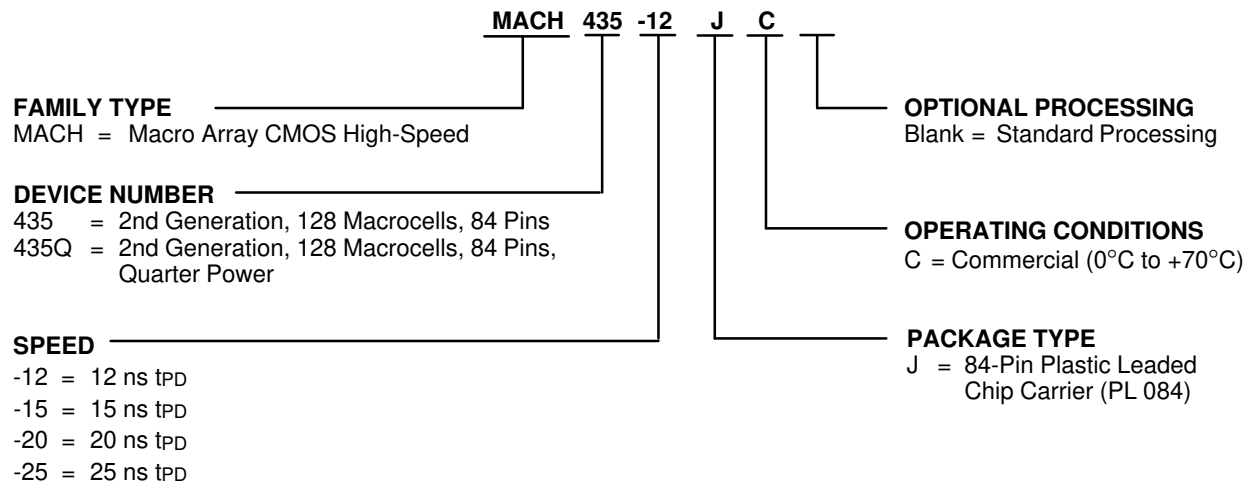 MACH 435 -12 J C
FAMILY TYPE
MACH = Macro Array CMOS High-Speed
DEVICE NUMBER
435 = 2nd Generation, 128 Macrocells, 84 Pins
435Q = 2nd Generation, 128 Macrocells, 84 Pins,
Quarter Power
SPEED
-12 = 12 ns tPD
-15 = 15 ns tPD
-20 = 20 ns tPD
-25 = 25 ns tPD
OPTIONAL PROCESSING
Blank = Standard Processing
OPERATING CONDITIONS
C = Commercial (0°C to +70°C)
PACKAGE TYPE
J = 84-Pin Plastic Leaded
Chip Carrier (PL 084)